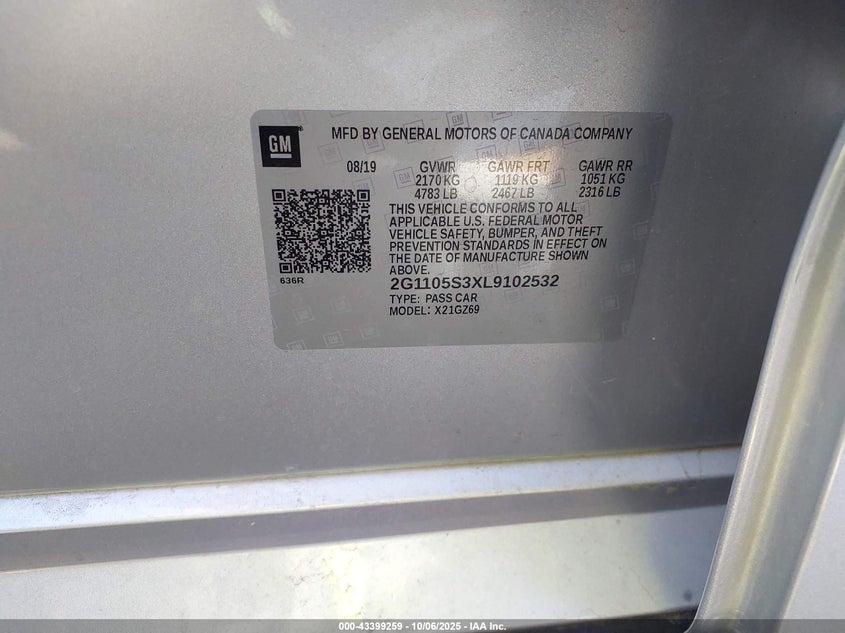 GM
MFD BY GENERAL MOTORS OF CANADA COMPANY
08/19 GVWR GAWR FRT GAWR RR
2170 KG 1119 KG 1051 KG
4783 LB 2467 LB 2316 LB
THIS VEHICLE CONFORMS TO ALL
APPLICABLE U.S. FEDERAL MOTOR
VEHICLE SAFETY, BUMPER, AND THEFT
PREVENTION STANDARDS IN EFFECT ON
THE DATE OF MANUFACTURE SHOWN
ABOVE.
636R
2G1105S3XL9102532
TYPE: PASS CAR
MODEL: X21GZ69
000-43399259 - 10/06/2025 - IAA Inc.